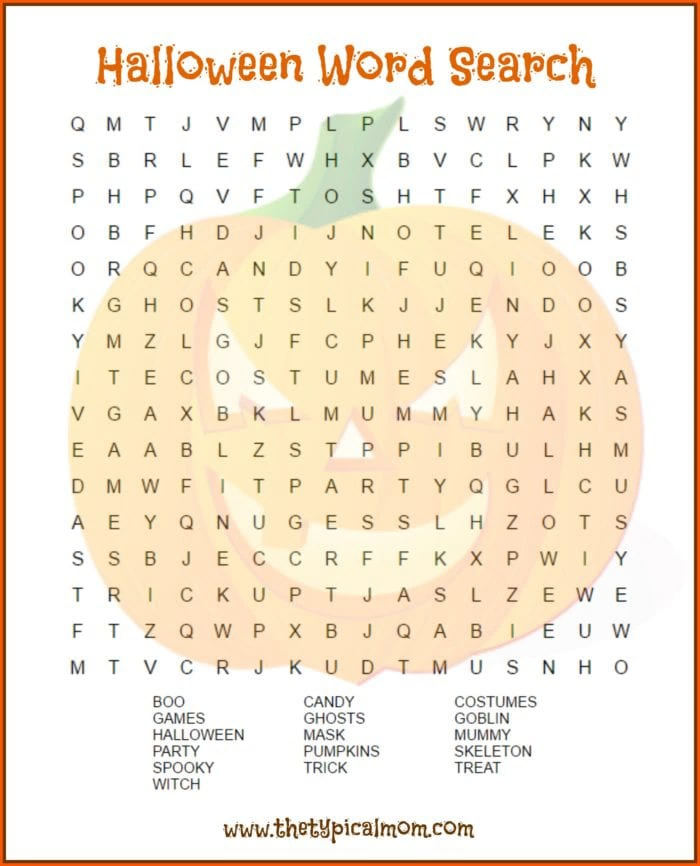 Halloween Word Search
Q M T J V M P L P L S W R Y N Y
S B R L E F W H X B V C L P K W
P H P Q V F T O S H T F X H X H
O B F H D J I J N O T E L E K S
O R Q C A N D Y I F U Q I O O B
K G H O S T S L K J J E N D O S
Y M Z L G J F C P H E K Y J X Y
I T E C O S T U M E S L A H X A
V G A X B K L M U M M Y H A K S
E A A B L Z S T P P I B U L H M
D M W F I T P A R T Y Q G L C U
A E Y Q N U G E S S L H Z O T S
S S B J E C C R F F K X P W I Y
T R I C K U P T J A S L Z E W E
F T Z Q W P X B J Q A B I E U W
M T V C R J K U D T M U S N H O
BOO CANDY COSTUMES
GAMES GHOSTS GOBLIN
HALLOWEEN MASK MUMMY
PARTY PUMPKINS SKELETON
SPOOKY TRICK TREAT
WITCH
www.thetypicalmom.com